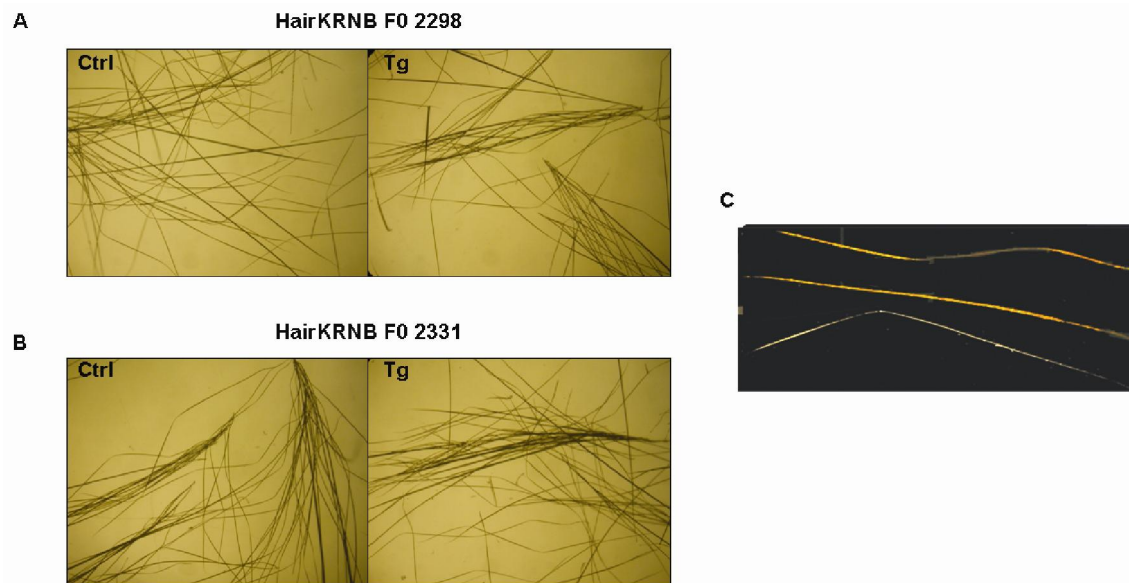 A
HairKRNB F0 2298
Ctrl
Tg
C
B
HairKRNB F0 2331
Ctrl
Tg